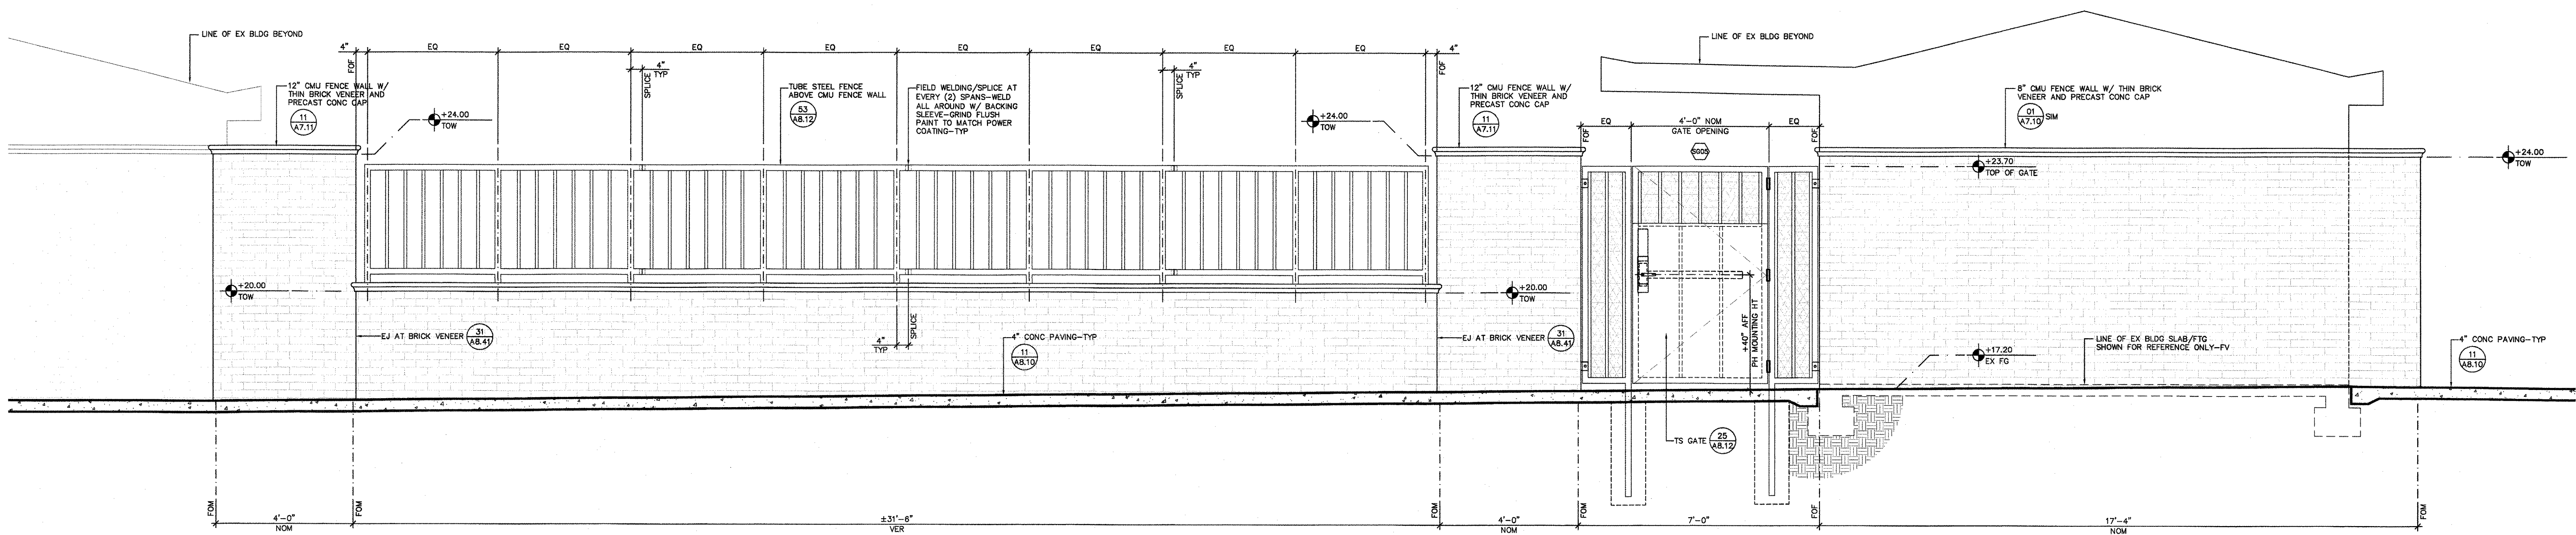 LINE OF EX BLDG BEYOND
4"
EQ
EQ
EQ
EQ
EQ
EQ
EQ
EQ
4"
FOF
FOF
4"
TYP
SPLICE
4"
TYP
SPLICE
12" CMU FENCE WALL W/
THIN BRICK VENEER AND
PRECAST CONC CAP
11
A7.11
+24.00
TOW
TUBE STEEL FENCE
ABOVE CMU FENCE WALL
53
A8.12
FIELD WELDING/SPLICE AT
EVERY (2) SPANS-WELD
ALL AROUND W/ BACKING
SLEEVE-GRIND FLUSH
PAINT TO MATCH POWER
COATING-TYP
+24.00
TOW
12" CMU FENCE WALL W/
THIN BRICK VENEER AND
PRECAST CONC CAP
11
A7.11
LINE OF EX BLDG BEYOND
EQ
4'-0" NOM
GATE OPENING
EQ
FOF
FOF
SG05
8" CMU FENCE WALL W/ THIN BRICK
VENEER AND PRECAST CONC CAP
01
A7.10
SIM
+23.70
TOP OF GATE
+24.00
TOW
+20.00
TOW
+20.00
TOW
EJ AT BRICK VENEER
31
A8.41
4"
TYP
SPLICE
4" CONC PAVING-TYP
11
A8.10
EJ AT BRICK VENEER
31
A8.41
+40" AFF
PH MOUNTING HT
+17.20
EX FG
LINE OF EX BLDG SLAB/FTG
SHOWN FOR REFERENCE ONLY-FV
4" CONC PAVING-TYP
11
A8.10
TS GATE
25
A8.12
FOM
4'-0"
NOM
FOM
±31'-6"
VER
FOM
4'-0"
NOM
FOM
7'-0"
FOF
17'-4"
NOM
FOM